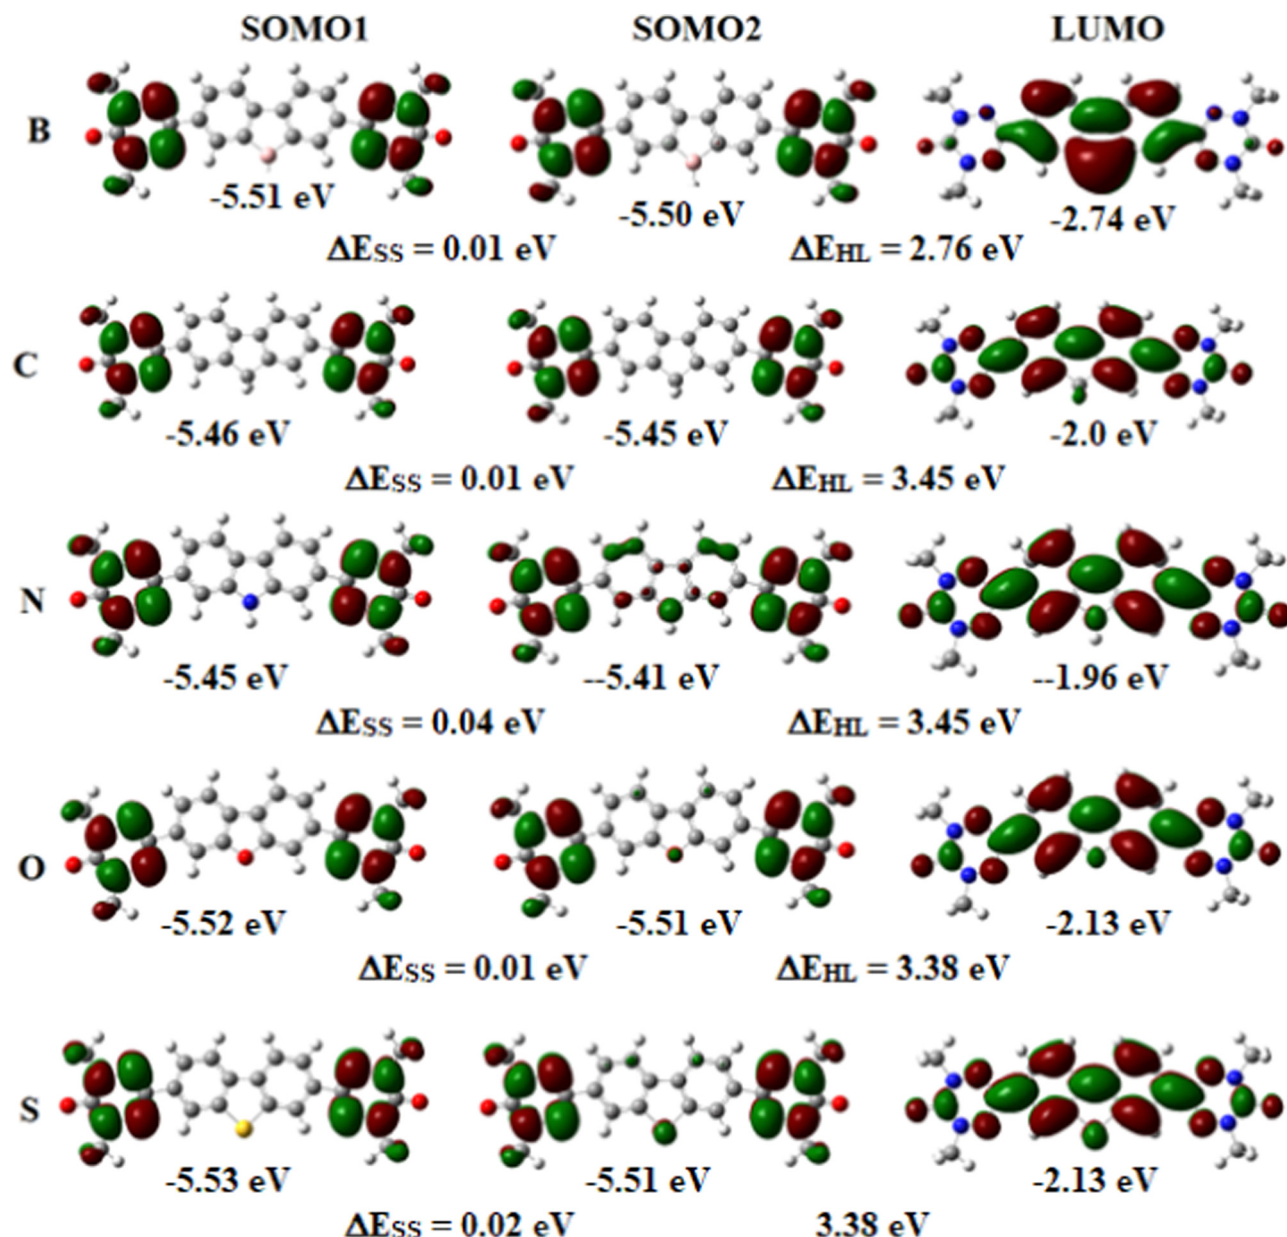 SOMO1 SOMO2 LUMO
B
-5.51 eV -5.50 eV -2.74 eV
ΔESS = 0.01 eV ΔEHL = 2.76 eV
C
-5.46 eV -5.45 eV -2.0 eV
ΔESS = 0.01 eV ΔEHL = 3.45 eV
N
-5.45 eV --5.41 eV --1.96 eV
ΔESS = 0.04 eV ΔEHL = 3.45 eV
O
-5.52 eV -5.51 eV -2.13 eV
ΔESS = 0.01 eV ΔEHL = 3.38 eV
S
-5.53 eV -5.51 eV -2.13 eV
ΔESS = 0.02 eV 3.38 eV